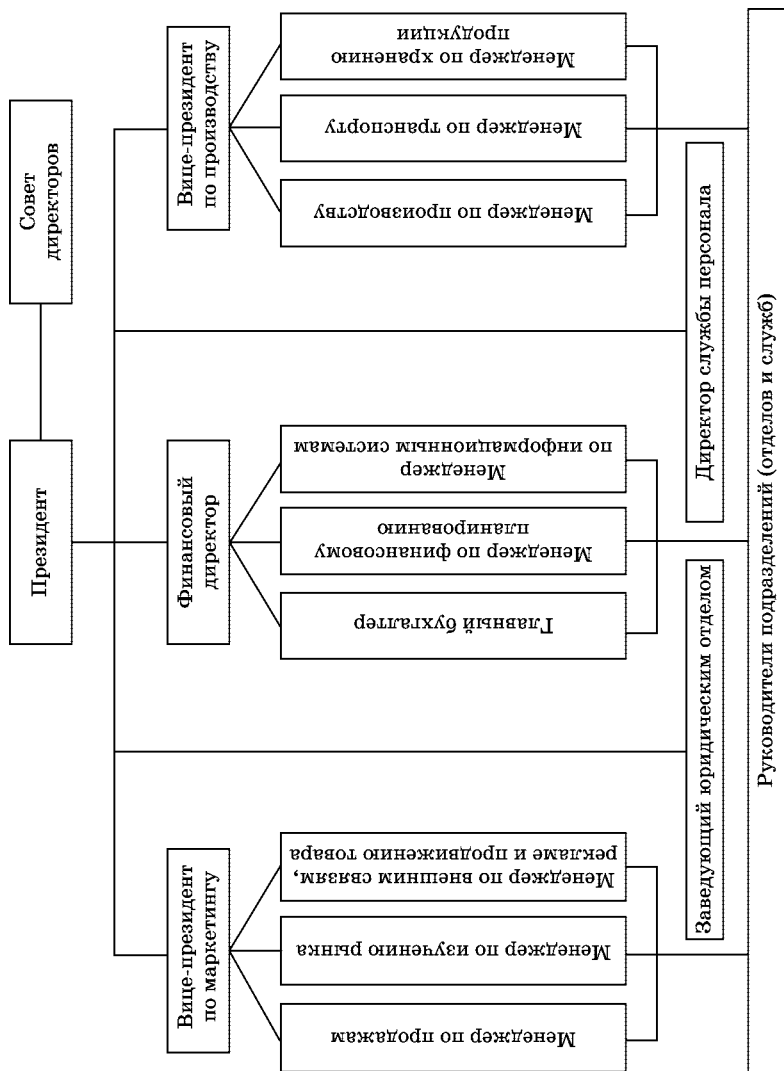 Президент
Совет
директоров
Вице-президент
по маркетингу
Финансовый
директор
Вице-президент
по производству
Менеджер по продажам
Менеджер по изучению рынка
Менеджер по внешним связям,
рекламе и продвижению товара
Главный бухгалтер
Менеджер по финансовому
планированию
Менеджер
по информационным системам
Менеджер по производству
Менеджер по транспорту
Менеджер по хранению
продукции
Заведующий юридическим отделом
Директор службы персонала
Руководители подразделений (отделов и служб)